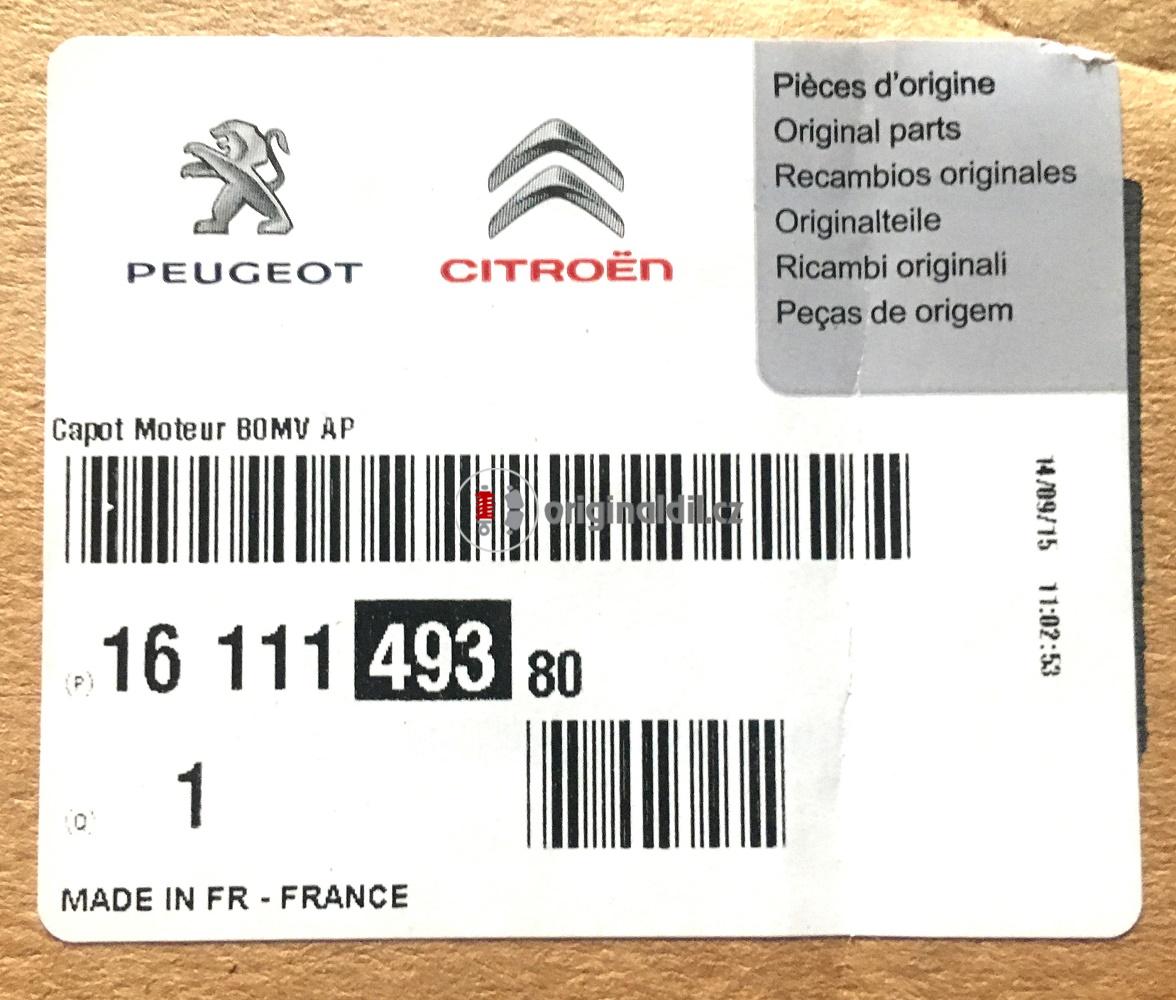 PEUGEOT
CITROËN
Pièces d'origine
Original parts
Recambios originales
Originalteile
Ricambi originali
Peças de origem
Capot Moteur B0MV AP
originaldil.cz
14/09/15 11:02:53
(P) 16 111 493 80
(Q) 1
MADE IN FR - FRANCE